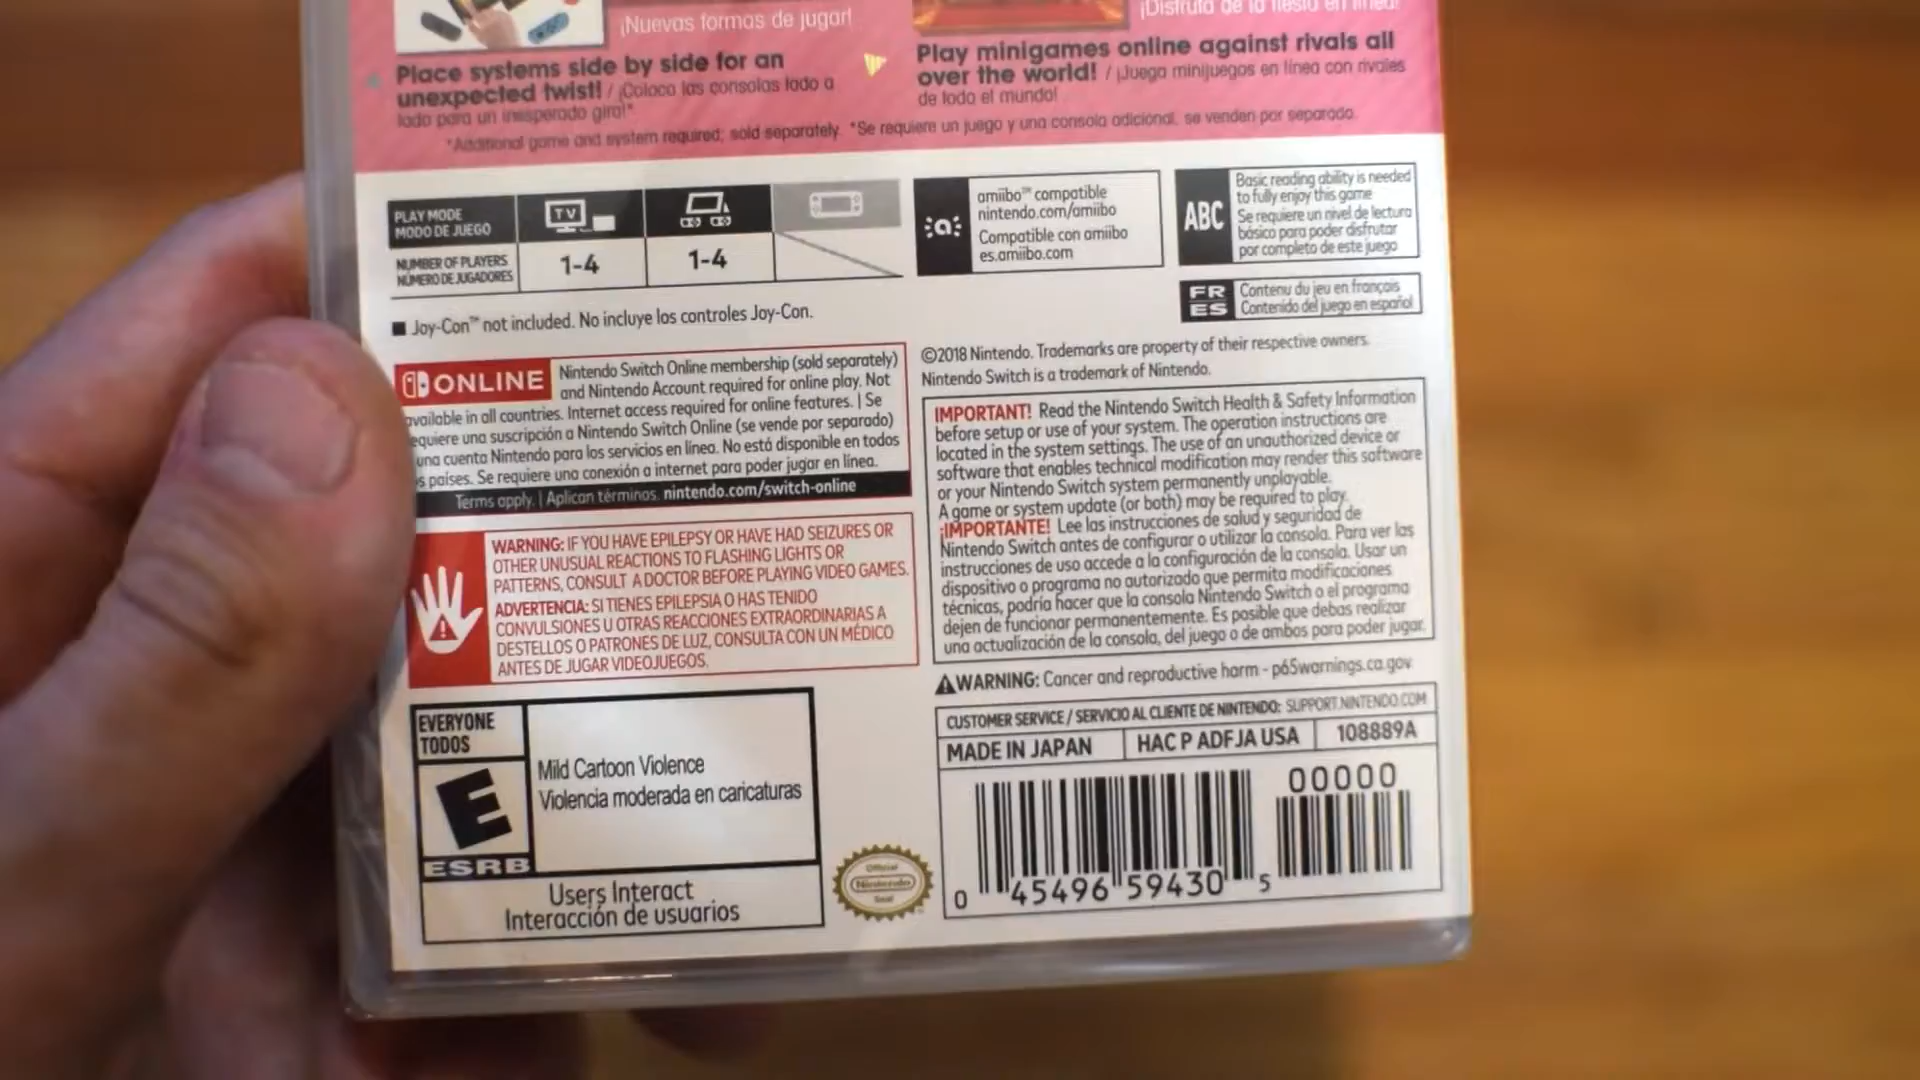 ¡Nuevas formas de jugar!
¡Disfruta de la fiesta en línea!
Place systems side by side for an
unexpected twist! / ¡Coloca las consolas lado a
lado para un inesperado giro!*
Play minigames online against rivals all
over the world! / ¡Juega minijuegos en línea con rivales
de todo el mundo!
*Additional game and system required; sold separately. *Se requiere un juego y una consola adicional, se venden por separado.
PLAY MODE
MODO DE JUEGO
TV
NUMBER OF PLAYERS
NÚMERO DE JUGADORES
1-4
1-4
amiibo™ compatible
nintendo.com/amiibo
Compatible con amiibo
es.amiibo.com
ABC
Basic reading ability is needed
to fully enjoy this game
Se requiere un nivel de lectura
básico para poder disfrutar
por completo de este juego
FR
ES
Contenu du jeu en français
Contenido del juego en español
Joy-Con™ not included. No incluye los controles Joy-Con.
ONLINE
Nintendo Switch Online membership (sold separately)
and Nintendo Account required for online play. Not
available in all countries. Internet access required for online features. | Se
equiere una suscripción a Nintendo Switch Online (se vende por separado)
una cuenta Nintendo para los servicios en línea. No está disponible en todos
s países. Se requiere una conexión a internet para poder jugar en línea.
Terms apply. | Aplican términos. nintendo.com/switch-online
WARNING: IF YOU HAVE EPILEPSY OR HAVE HAD SEIZURES OR
OTHER UNUSUAL REACTIONS TO FLASHING LIGHTS OR
PATTERNS, CONSULT A DOCTOR BEFORE PLAYING VIDEO GAMES.
ADVERTENCIA: SI TIENES EPILEPSIA O HAS TENIDO
CONVULSIONES U OTRAS REACCIONES EXTRAORDINARIAS A
DESTELLOS O PATRONES DE LUZ, CONSULTA CON UN MÉDICO
ANTES DE JUGAR VIDEOJUEGOS.
EVERYONE
TODOS
E
ESRB
Mild Cartoon Violence
Violencia moderada en caricaturas
Users Interact
Interacción de usuarios
Official
Nintendo
Seal
©2018 Nintendo. Trademarks are property of their respective owners.
Nintendo Switch is a trademark of Nintendo.
IMPORTANT! Read the Nintendo Switch Health & Safety Information
before setup or use of your system. The operation instructions are
located in the system settings. The use of an unauthorized device or
software that enables technical modification may render this software
or your Nintendo Switch system permanently unplayable.
A game or system update (or both) may be required to play.
¡IMPORTANTE! Lee las instrucciones de salud y seguridad de
Nintendo Switch antes de configurar o utilizar la consola. Para ver las
instrucciones de uso accede a la configuración de la consola. Usar un
dispositivo o programa no autorizado que permita modificaciones
técnicas, podría hacer que la consola Nintendo Switch o el programa
dejen de funcionar permanentemente. Es posible que debas realizar
una actualización de la consola, del juego o de ambos para poder jugar.
WARNING: Cancer and reproductive harm - p65warnings.ca.gov
CUSTOMER SERVICE / SERVICIO AL CLIENTE DE NINTENDO: SUPPORT.NINTENDO.COM
MADE IN JAPAN
HAC P ADFJA USA
108889A
00000
0 45496 59430 5